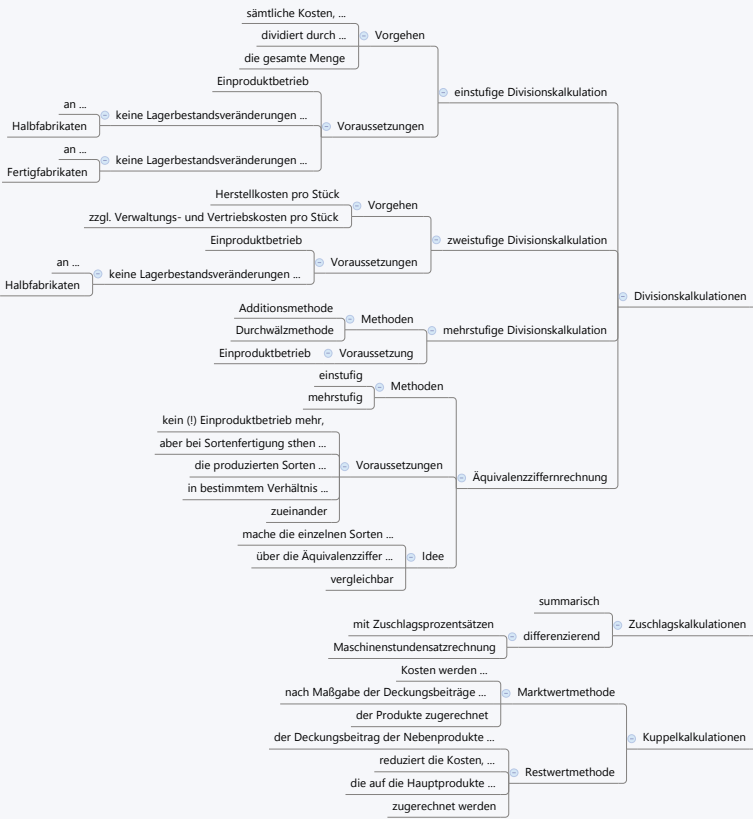 sämtliche Kosten, ...
dividiert durch ...
die gesamte Menge
Vorgehen
Einproduktbetrieb
an ...
Halbfabrikaten
keine Lagerbestandsveränderungen ...
an ...
Fertigfabrikaten
keine Lagerbestandsveränderungen ...
Voraussetzungen
einstufige Divisionskalkulation
Herstellkosten pro Stück
zzgl. Verwaltungs- und Vertriebskosten pro Stück
Vorgehen
Einproduktbetrieb
an ...
Halbfabrikaten
keine Lagerbestandsveränderungen ...
Voraussetzungen
zweistufige Divisionskalkulation
Additionsmethode
Durchwälzmethode
Methoden
Einproduktbetrieb
Voraussetzung
mehrstufige Divisionskalkulation
einstufig
mehrstufig
Methoden
kein (!) Einproduktbetrieb mehr,
aber bei Sortenfertigung sthen ...
die produzierten Sorten ...
in bestimmtem Verhältnis ...
zueinander
Voraussetzungen
mache die einzelnen Sorten ...
über die Äquivalenzziffer ...
vergleichbar
Idee
Äquivalenzziffernrechnung
Divisionskalkulationen
summarisch
mit Zuschlagsprozentsätzen
Maschinenstundensatzrechnung
differenzierend
Zuschlagskalkulationen
Kosten werden ...
nach Maßgabe der Deckungsbeiträge ...
der Produkte zugerechnet
Marktwertmethode
der Deckungsbeitrag der Nebenprodukte ...
reduziert die Kosten, ...
die auf die Hauptprodukte ...
zugerechnet werden
Restwertmethode
Kuppelkalkulationen